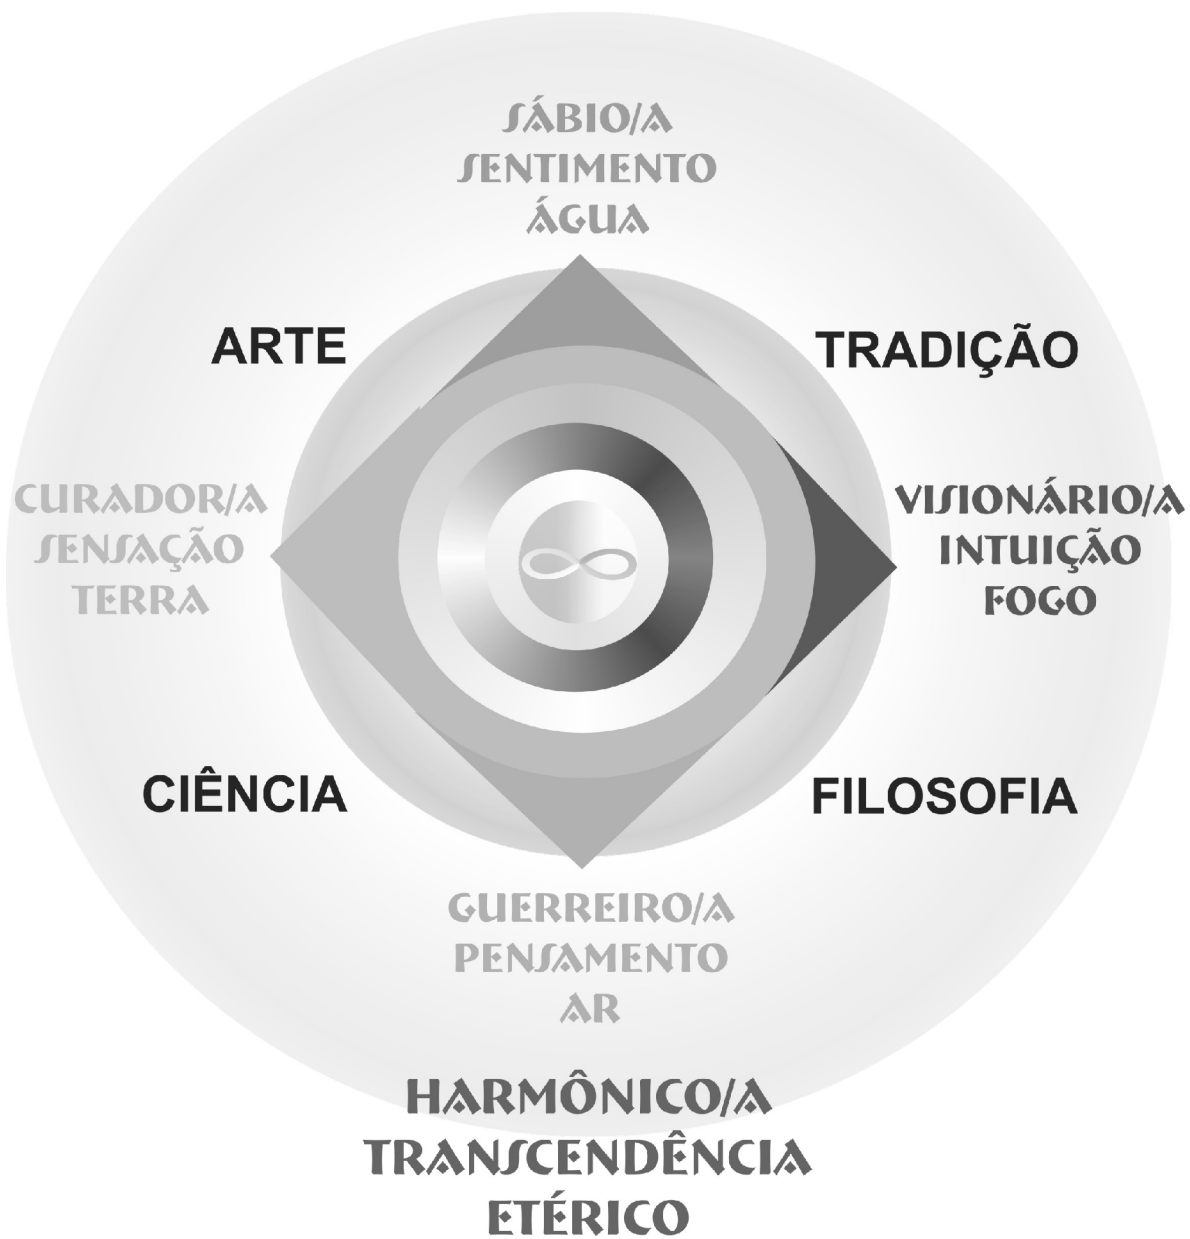 SÁBIO/A
SENTIMENTO
ÁGUA
ARTE
TRADIÇÃO
CURADOR/A
SENSAÇÃO
TERRA
VISIONÁRIO/A
INTUIÇÃO
FOGO
CIÊNCIA
FILOSOFIA
GUERREIRO/A
PENSAMENTO
AR
HARMÔNICO/A
TRANSCENDÊNCIA
ETÉRICO